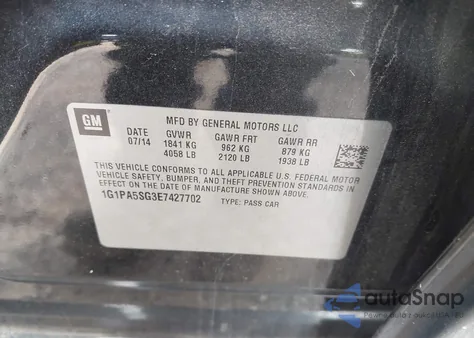 GM
MFD BY GENERAL MOTORS LLC
DATE GVWR GAWR FRT GAWR RR
07/14 1841 KG 962 KG 879 KG
4058 LB 2120 LB 1938 LB
THIS VEHICLE CONFORMS TO ALL APPLICABLE U.S. FEDERAL MOTOR
VEHICLE SAFETY, BUMPER, AND THEFT PREVENTION STANDARDS IN
EFFECT ON THE DATE OF MANUFACTURE SHOWN ABOVE.
1G1PA5SG3E7427702 TYPE: PASS CAR
autoSnap